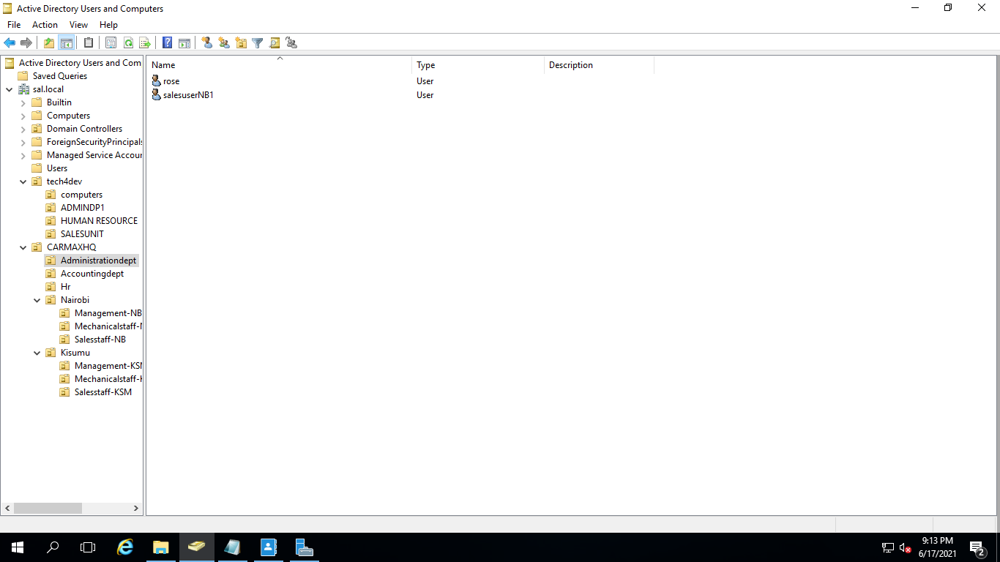 Active Directory Users and Computers
File Action View Help
Active Directory Users and Com
Saved Queries
sal.local
Builtin
Computers
Domain Controllers
ForeignSecurityPrincipals
Managed Service Accour
Users
tech4dev
computers
ADMINDP1
HUMAN RESOURCE
SALESUNIT
CARMAXHQ
Administrationdept
Accountingdept
Hr
Nairobi
Management-NB
Mechanicalstaff-N
Salesstaff-NB
Kisumu
Management-KSM
Mechanicalstaff-K
Salesstaff-KSM
Name Type Description
rose User
salesuserNB1 User
9:13 PM
6/17/2021
2